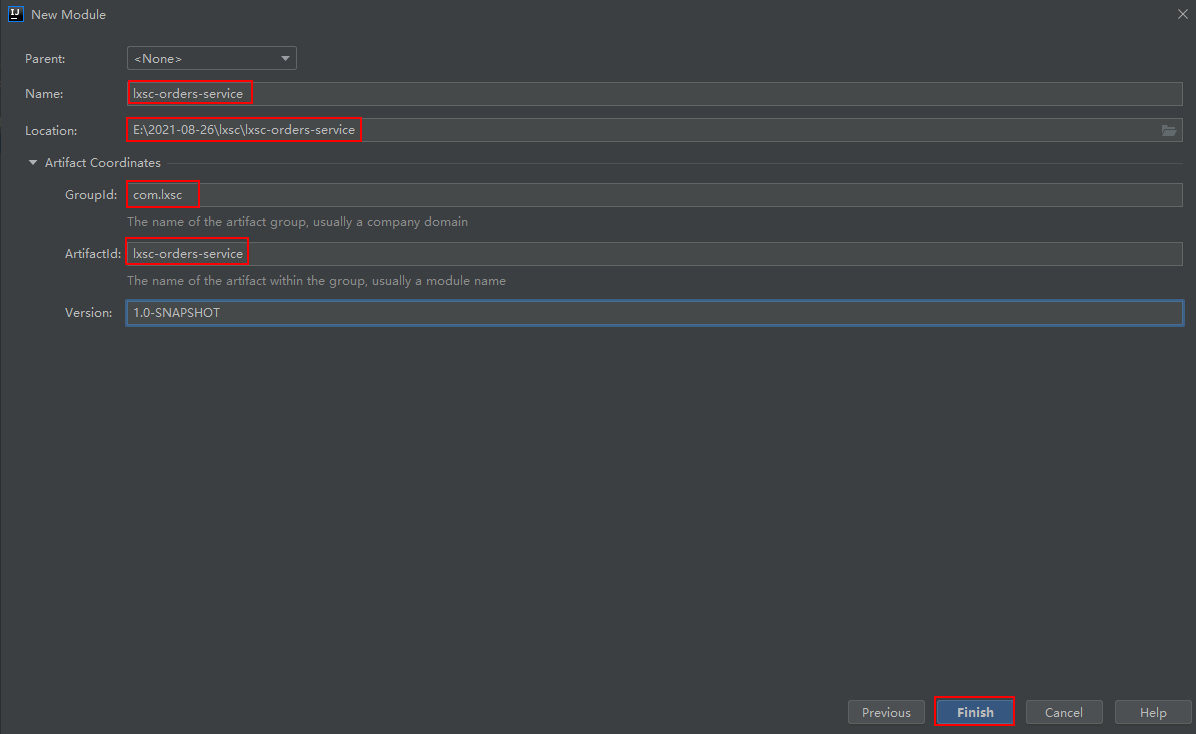 New Module
Parent: <None>
Name: lxsc-orders-service
Location: E:\2021-08-26\lxsc\lxsc-orders-service
Artifact Coordinates
GroupId: com.lxsc
The name of the artifact group, usually a company domain
ArtifactId: lxsc-orders-service
The name of the artifact within the group, usually a module name
Version: 1.0-SNAPSHOT
Previous Finish Cancel Help